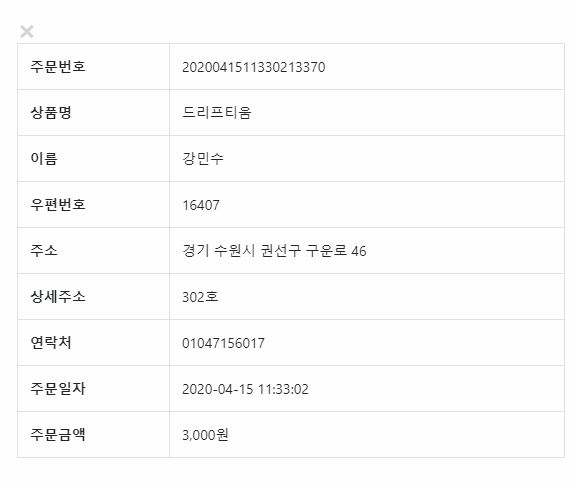 주문번호 2020041511330213370
상품명 드리프티움
이름 강민수
우편번호 16407
주소 경기 수원시 권선구 구운로 46
상세주소 302호
연락처 01047156017
주문일자 2020-04-15 11:33:02
주문금액 3,000원